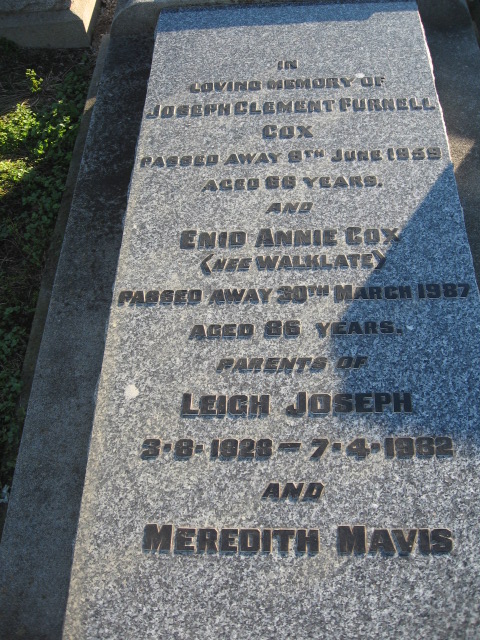 IN
LOVING MEMORY OF
JOSEPH CLEMENT FURNELL
COX
PASSED AWAY 9TH JUNE 1959
AGED 66 YEARS.
AND
ENID ANNIE COX
(NEE WALKLATE)
PASSED AWAY 30TH MARCH 1987
AGED 86 YEARS.
PARENTS OF
LEIGH JOSEPH
3·8·1928 – 7·4·1962
AND
MEREDITH MAVIS